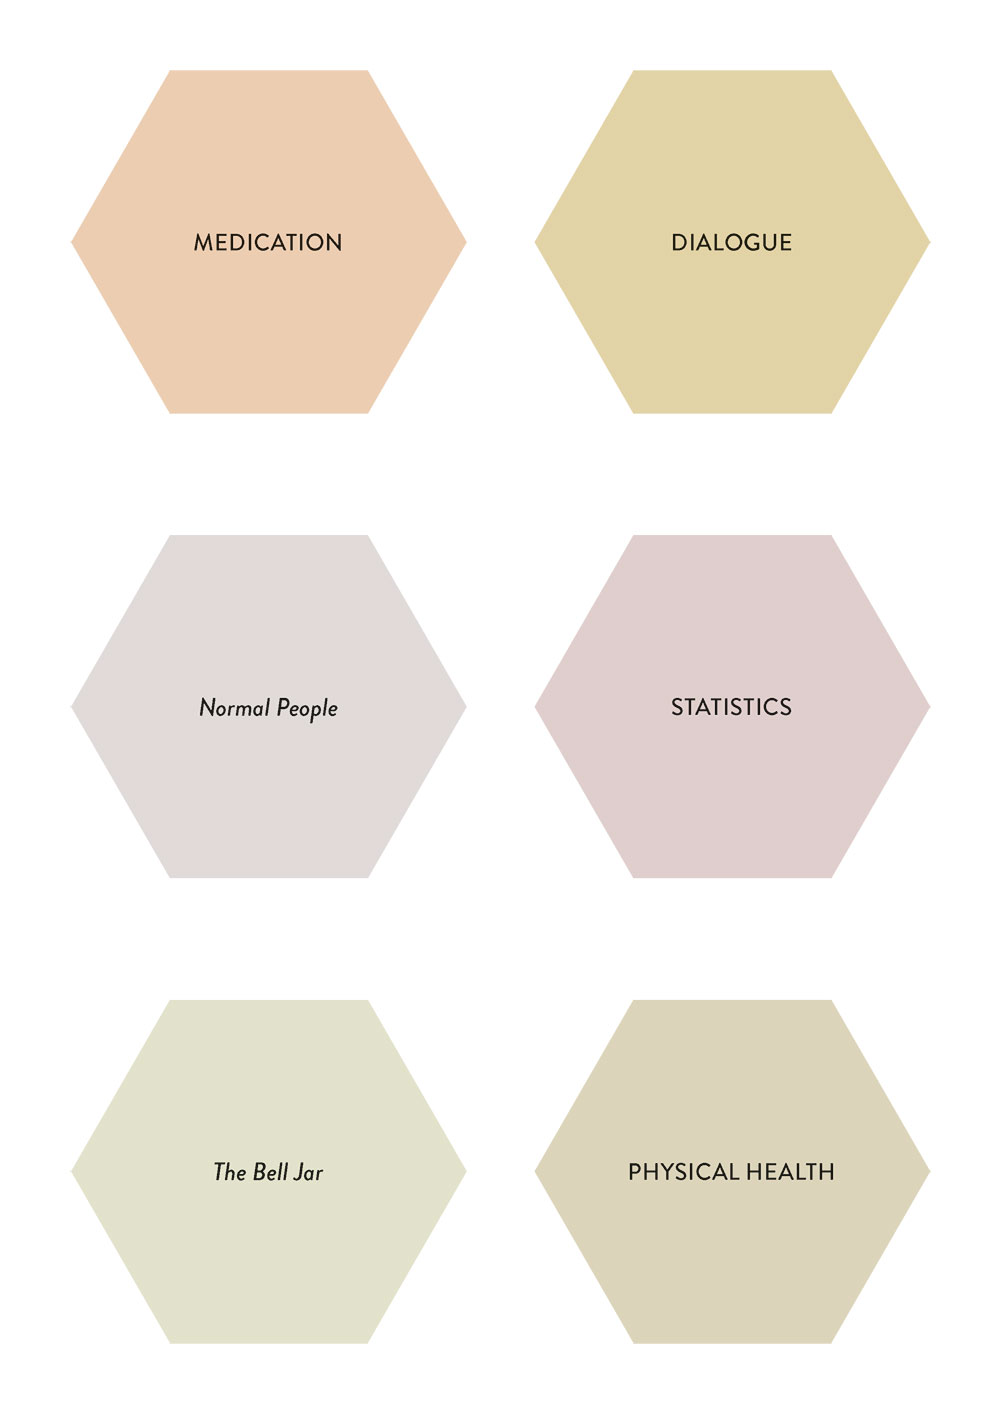 MEDICATION
DIALOGUE
Normal People
STATISTICS
The Bell Jar
PHYSICAL HEALTH